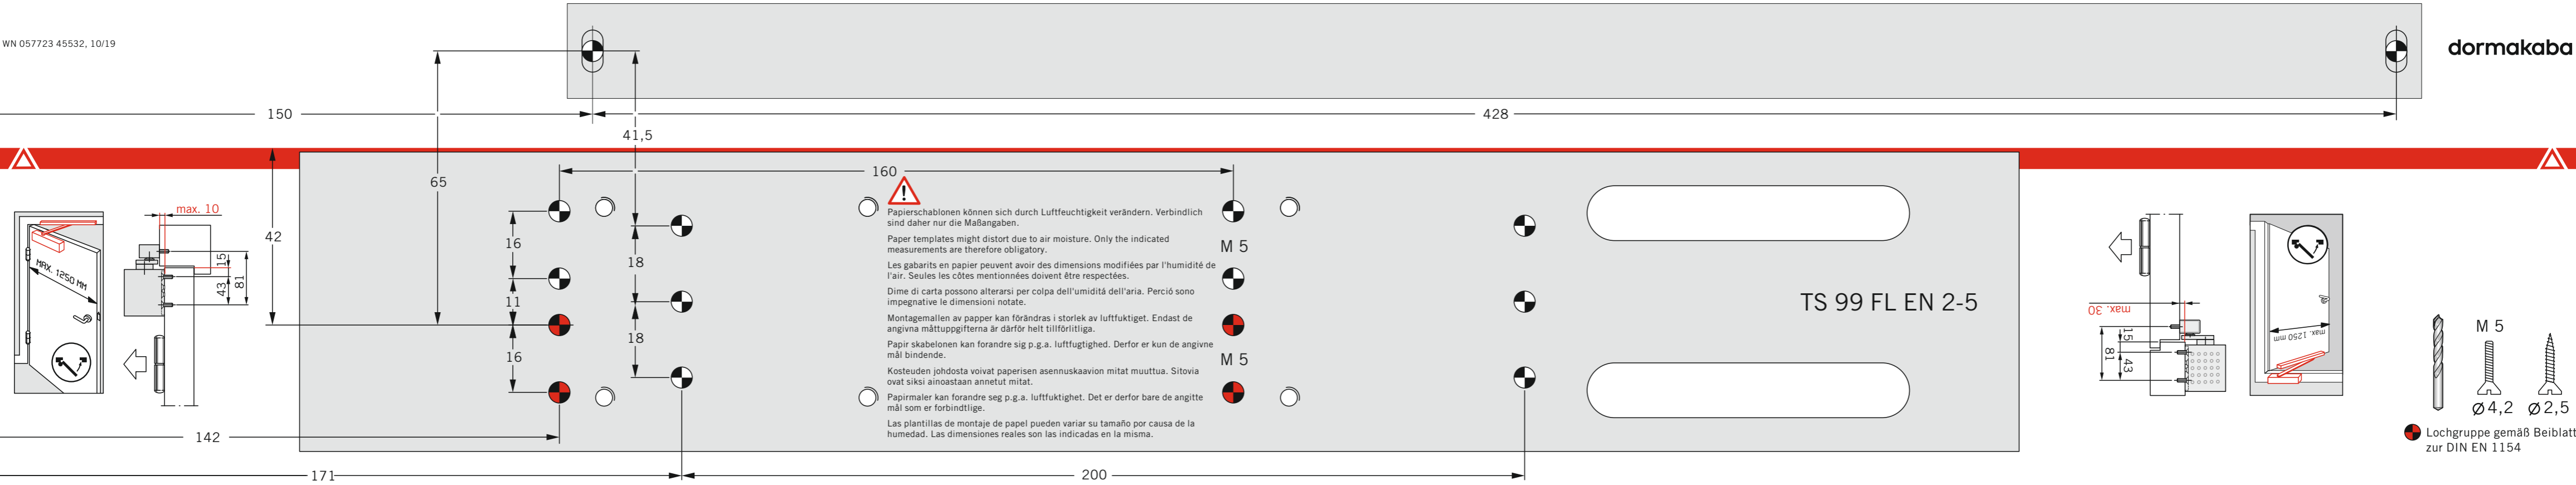 WN 057723 45532, 10/19
dormakaba
150
428
41,5
65
160
max. 10
42
MAX. 1250 MM
15
43
81
16
11
16
18
18
Papierschablonen können sich durch Luftfeuchtigkeit verändern. Verbindlich
sind daher nur die Maßangaben.
Paper templates might distort due to air moisture. Only the indicated
measurements are therefore obligatory.
Les gabarits en papier peuvent avoir des dimensions modifiées par l'humidité de
l'air. Seules les côtes mentionnées doivent être respectées.
Dime di carta possono alterarsi per colpa dell'umiditá dell'aria. Perció sono
impegnative le dimensioni notate.
Montagemallen av papper kan förändras i storlek av luftfuktiget. Endast de
angivna måttuppgifterna är därför helt tillförlitliga.
Papir skabelonen kan forandre sig p.g.a. luftfugtighed. Derfor er kun de angivne
mål bindende.
Kosteuden johdosta voivat paperisen asennuskaavion mitat muuttua. Sitovia
ovat siksi ainoastaan annetut mitat.
Papirmaler kan forandre seg p.g.a. luftfuktighet. Det er derfor bare de angitte
mål som er forbindtlige.
Las plantillas de montaje de papel pueden variar su tamaño por causa de la
humedad. Las dimensiones reales son las indicadas en la misma.
M 5
M 5
TS 99 FL EN 2-5
max. 30
15
43
81
max. 1250 mm
M 5
Ø4,2
Ø2,5
Lochgruppe gemäß Beiblatt
zur DIN EN 1154
142
171
200